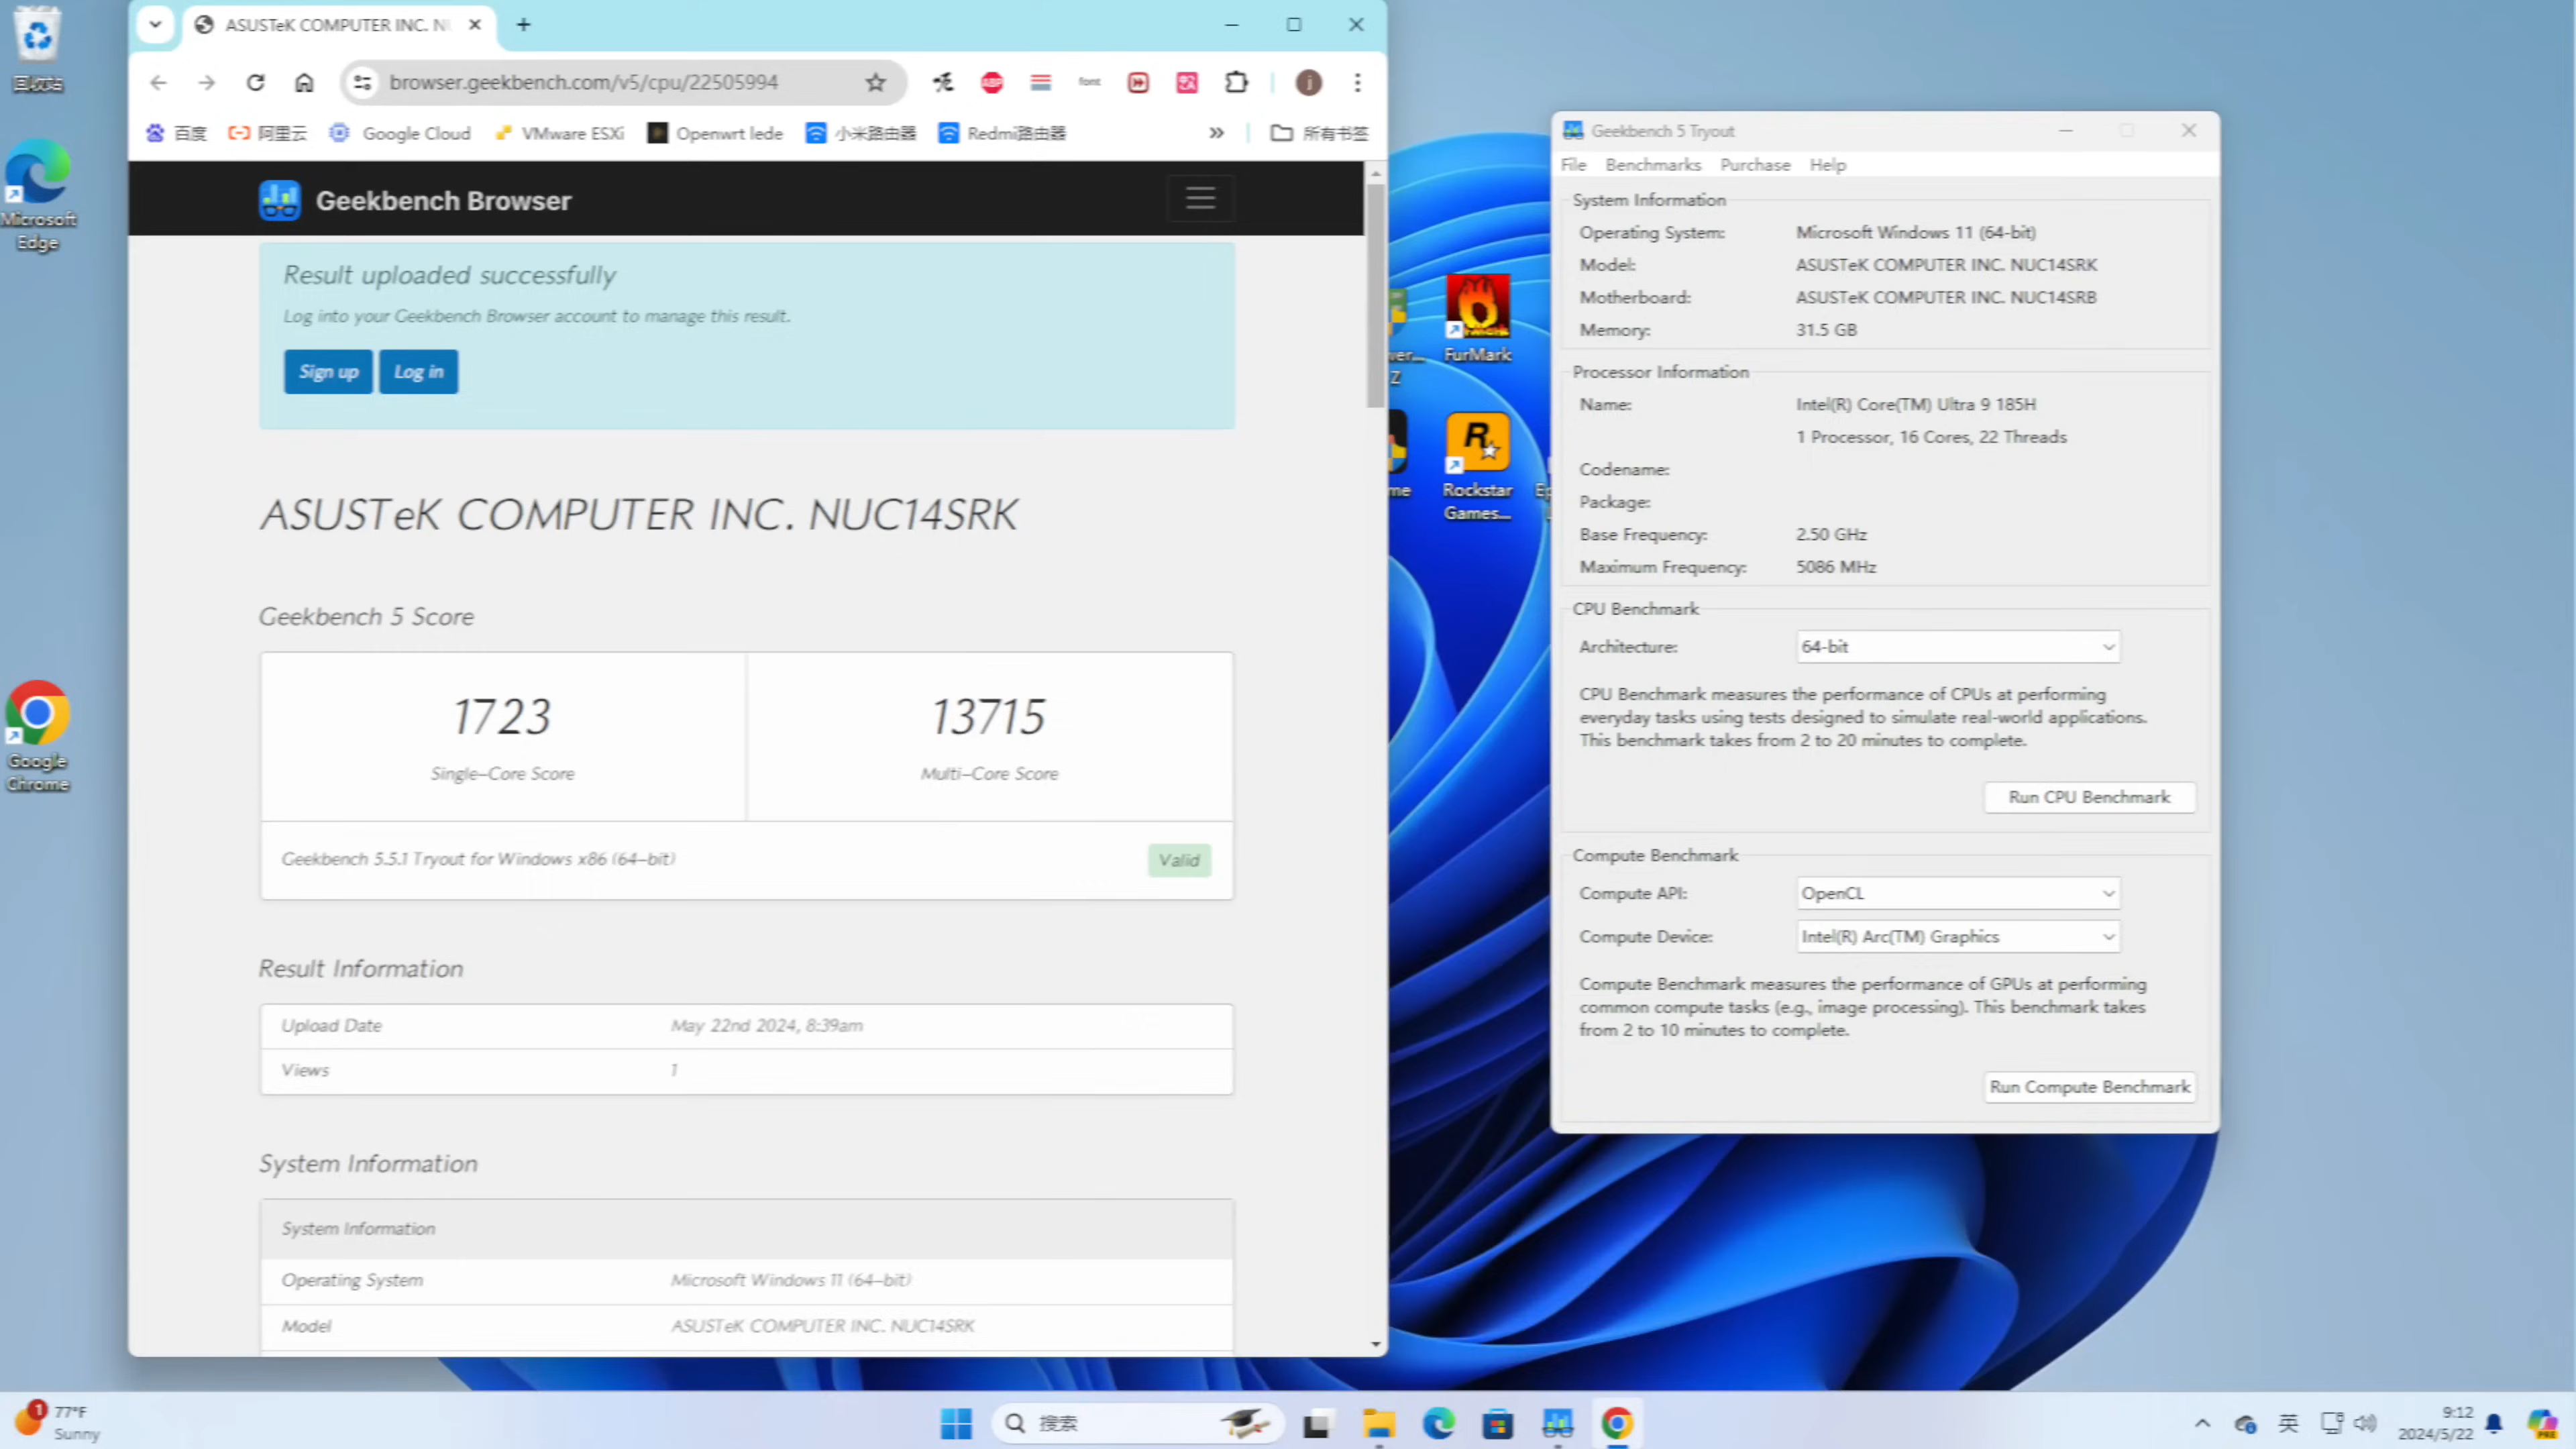 回收站
Microsoft
Edge
Google
Chrome
ASUSTeK COMPUTER INC. N
browser.geekbench.com/v5/cpu/22505994
ABP
font
j
百度
阿里云
Google Cloud
VMware ESXi
Openwrt lede
小米路由器
Redmi路由器
所有书签
Geekbench Browser
Result uploaded successfully
Log into your Geekbench Browser account to manage this result.
Sign up
Log in
ASUSTeK COMPUTER INC. NUC14SRK
Geekbench 5 Score
1723
13715
Single-Core Score
Multi-Core Score
Geekbench 5.5.1 Tryout for Windows x86 (64-bit)
Valid
Result Information
Upload Date
May 22nd 2024, 8:39am
Views
1
System Information
System Information
Operating System
Microsoft Windows 11 (64-bit)
Model
ASUSTeK COMPUTER INC. NUC14SRK
Z
FurMark
Rockstar
Games...
Geekbench 5 Tryout
File
Benchmarks
Purchase
Help
System Information
Operating System:
Microsoft Windows 11 (64-bit)
Model:
ASUSTeK COMPUTER INC. NUC14SRK
Motherboard:
ASUSTeK COMPUTER INC. NUC14SRB
Memory:
31.5 GB
Processor Information
Name:
Intel(R) Core(TM) Ultra 9 185H
1 Processor, 16 Cores, 22 Threads
Codename:
Package:
Base Frequency:
2.50 GHz
Maximum Frequency:
5086 MHz
CPU Benchmark
Architecture:
64-bit
CPU Benchmark measures the performance of CPUs at performing
everyday tasks using tests designed to simulate real-world applications.
This benchmark takes from 2 to 20 minutes to complete.
Run CPU Benchmark
Compute Benchmark
Compute API:
OpenCL
Compute Device:
Intel(R) Arc(TM) Graphics
Compute Benchmark measures the performance of GPUs at performing
common compute tasks (e.g., image processing). This benchmark takes
from 2 to 10 minutes to complete.
Run Compute Benchmark
1
77°F
Sunny
搜索
英
9:12
2024/5/22
PRE